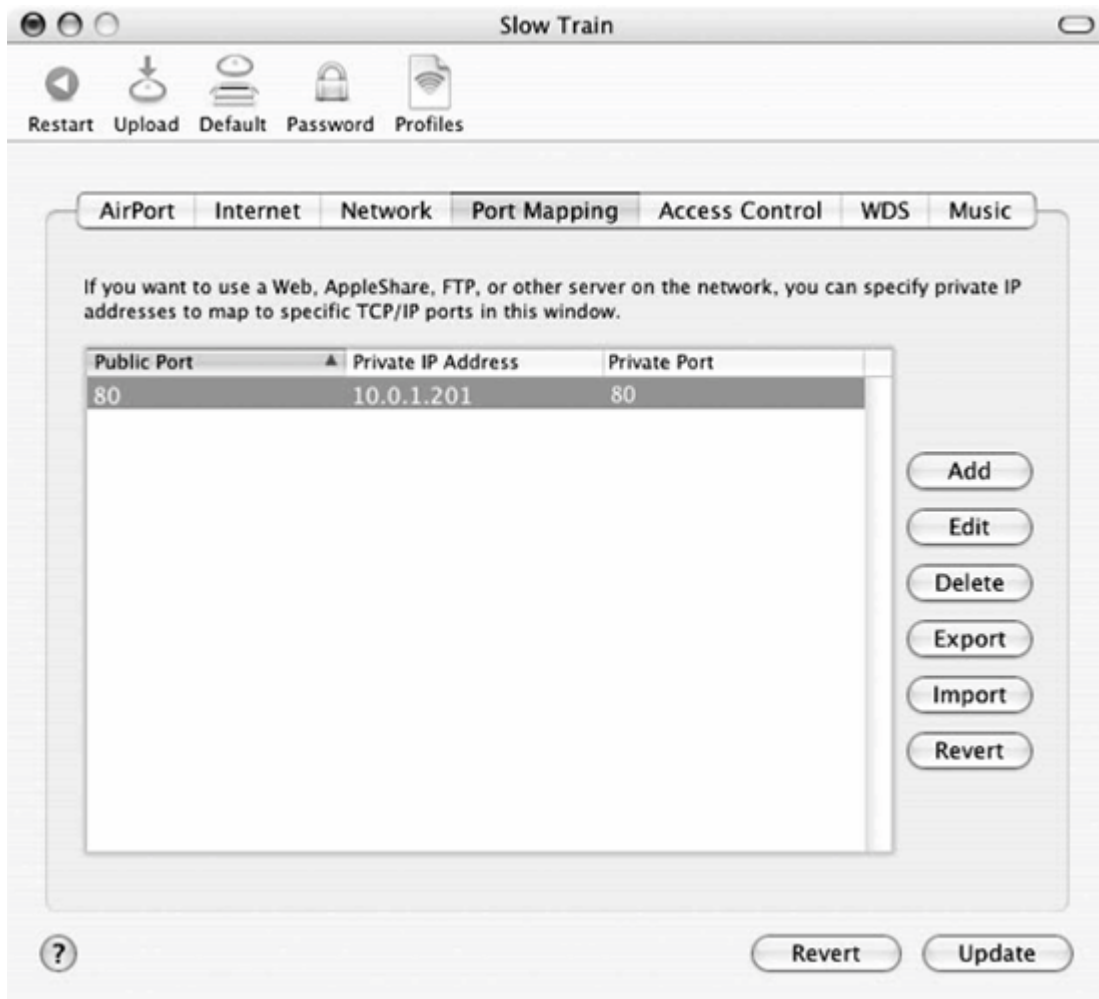 Slow Train
Restart Upload Default Password Profiles
AirPort Internet Network Port Mapping Access Control WDS Music
If you want to use a Web, AppleShare, FTP, or other server on the network, you can specify private IP
addresses to map to specific TCP/IP ports in this window.
Public Port Private IP Address Private Port
80 10.0.1.201 80
Add
Edit
Delete
Export
Import
Revert
? Revert Update